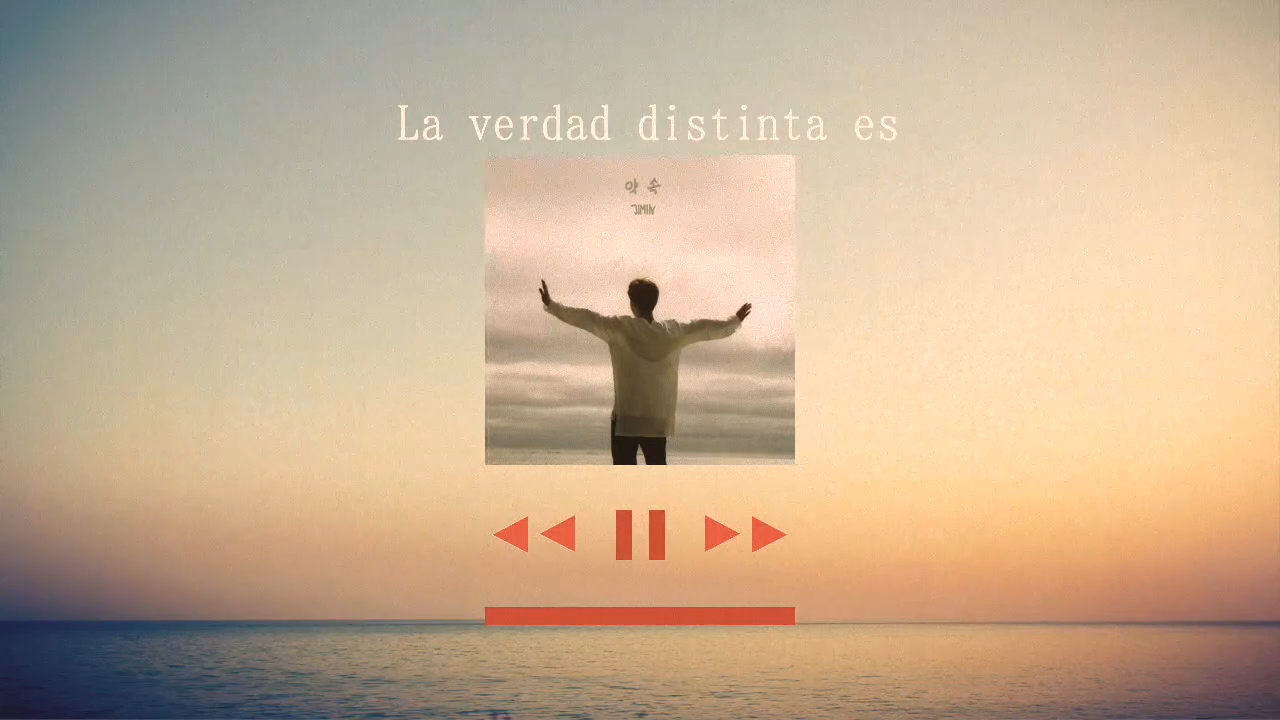 La verdad distinta es
약 속
JIMIN